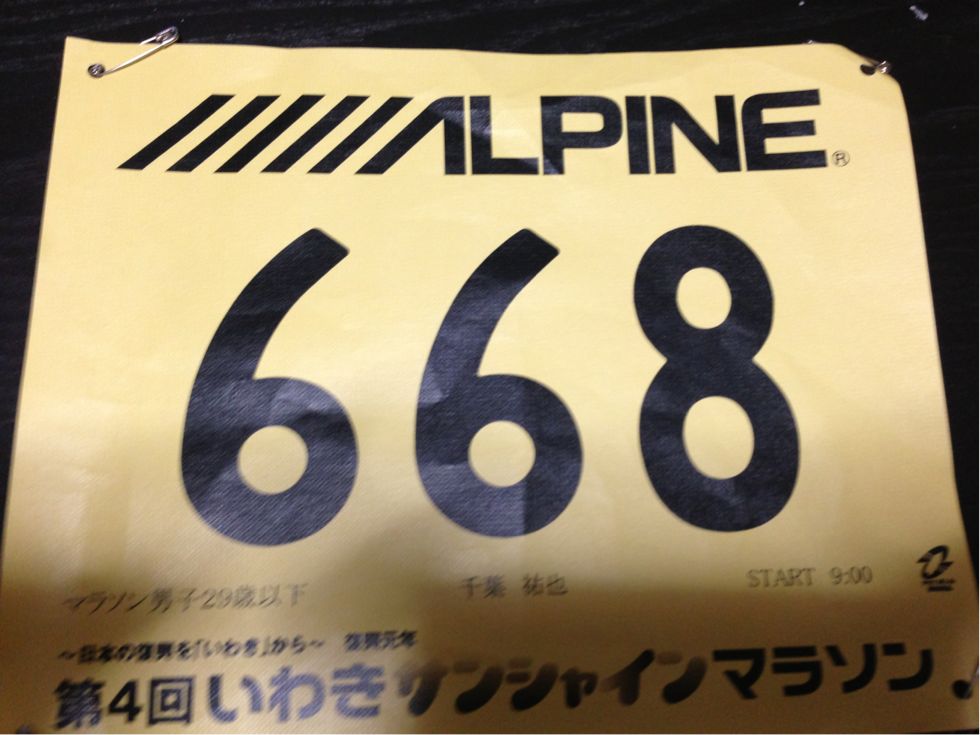 ALPINE®
668
マラソン男子29歳以下 千葉 祐也 START 9:00
～日本の復興を「いわき」から～ 復興元年
第4回 いわきサンシャインマラソン